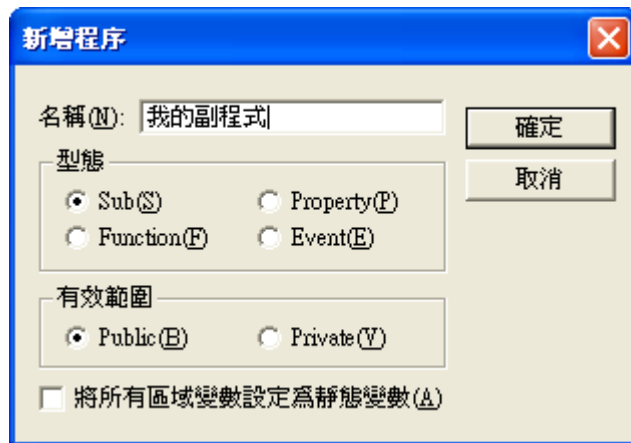 新增程序
名稱(N): 我的副程式
確定
型態
取消
Sub(S) Property(P)
Function(F) Event(E)
有效範圍
Public(B) Private(V)
將所有區域變數設定爲靜態變數(A)